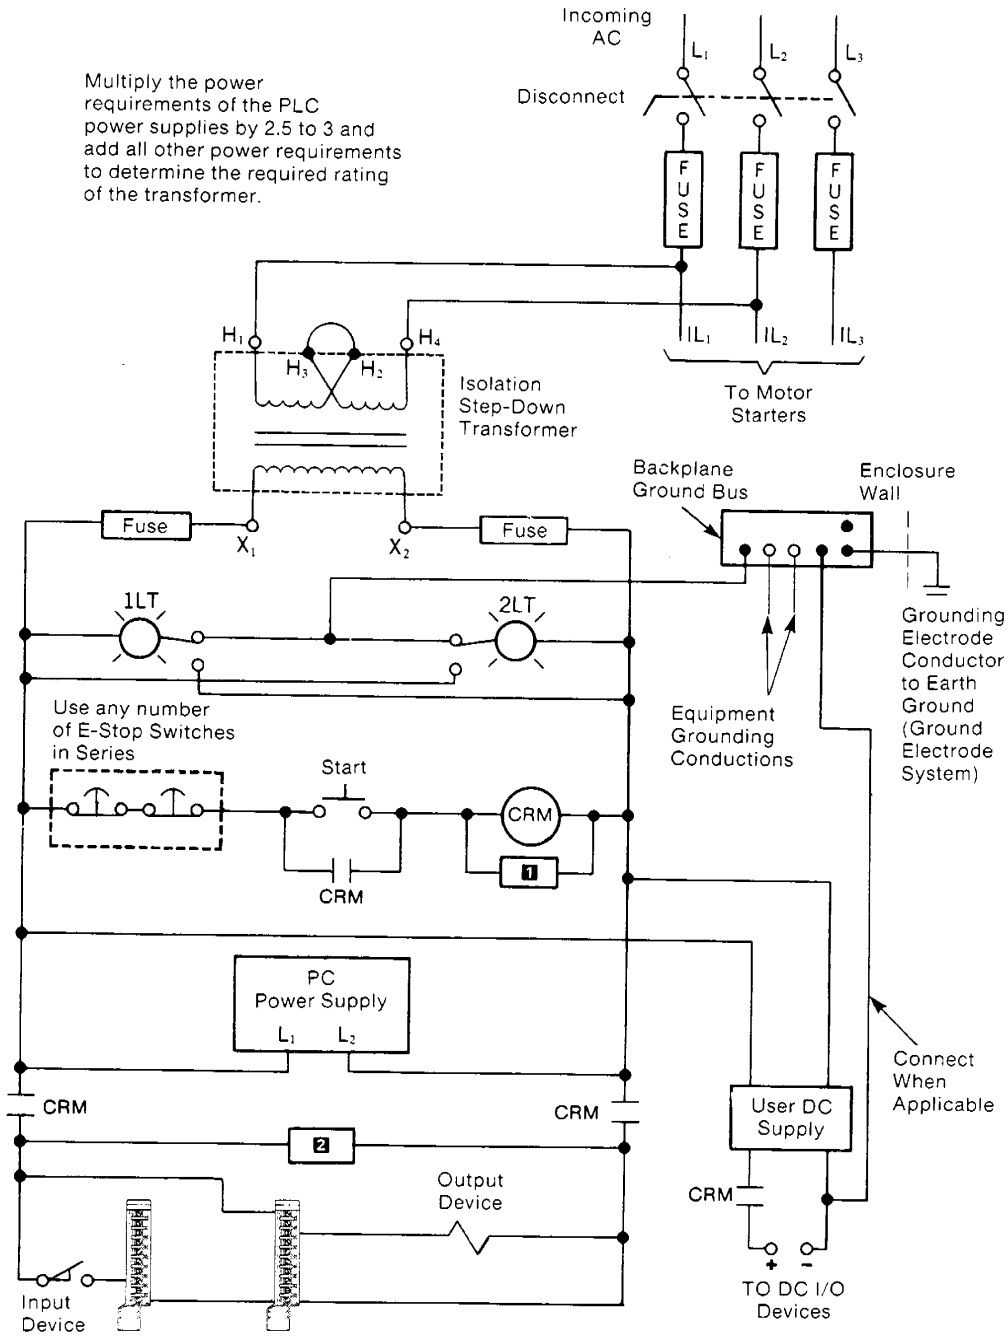 Incoming
AC
L1
L2
L3
Multiply the power
requirements of the PLC
power supplies by 2.5 to 3 and
add all other power requirements
to determine the required rating
of the transformer.
Disconnect
FUSE
FUSE
FUSE
H1
H3
H2
H4
IL1
IL2
IL3
To Motor
Starters
Isolation
Step-Down
Transformer
Backplane
Ground Bus
Enclosure
Wall
Fuse
X1
X2
Fuse
1LT
2LT
Grounding
Electrode
Conductor
to Earth
Ground
(Ground
Electrode
System)
Use any number
of E-Stop Switches
in Series
Equipment
Grounding
Conductions
Start
CRM
1
CRM
PC
Power Supply
L1
L2
Connect
When
Applicable
CRM
CRM
User DC
Supply
2
Output
Device
CRM
+
-
TO DC I/O
Devices
Input
Device